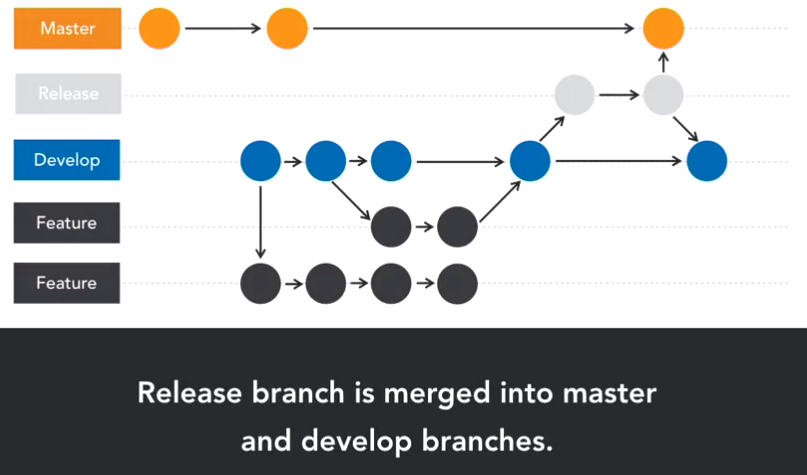 Master
Release
Develop
Feature
Feature
Release branch is merged into master
and develop branches.